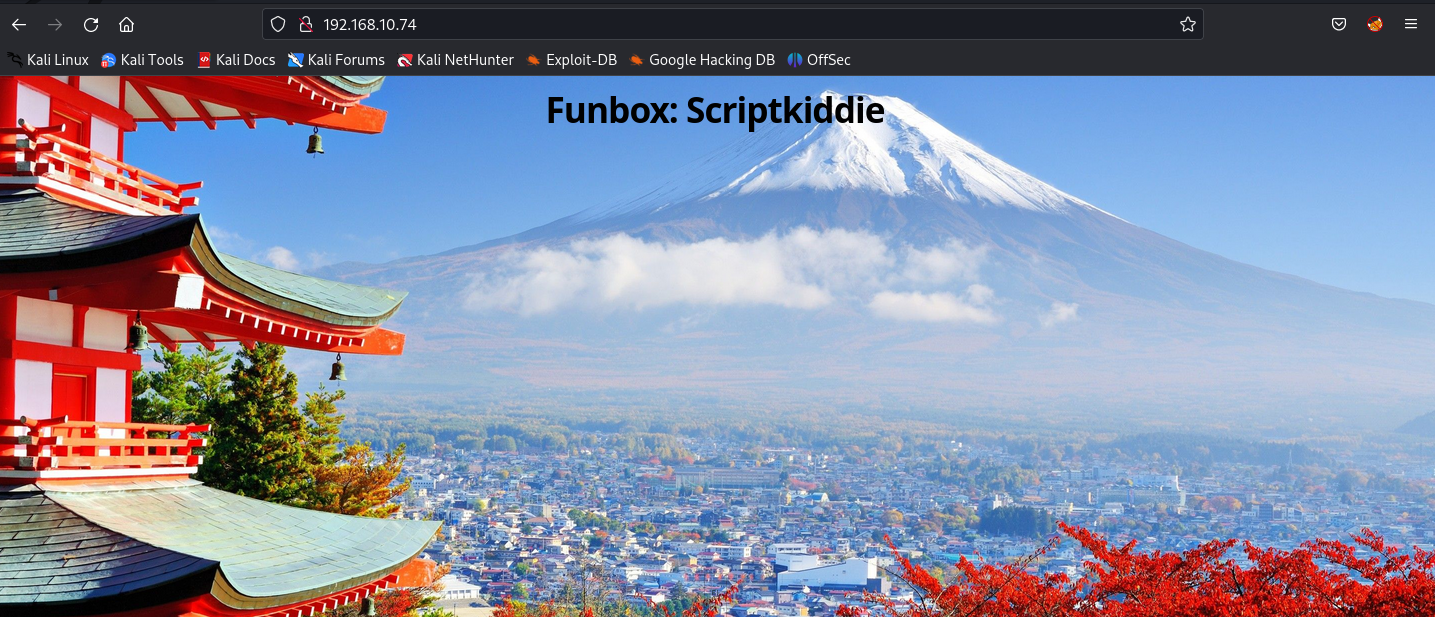 192.168.10.74
Kali Linux Kali Tools Kali Docs Kali Forums Kali NetHunter Exploit-DB Google Hacking DB OffSec
Funbox: Scriptkiddie